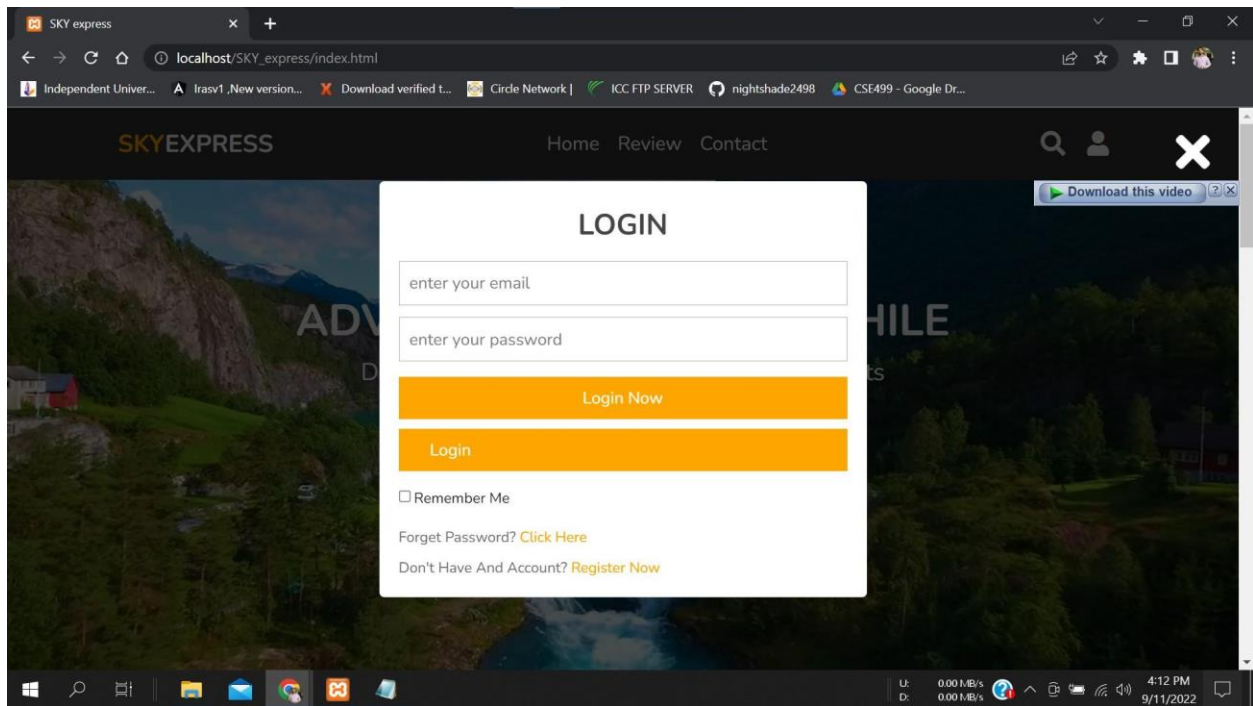 SKY express
localhost/SKY_express/index.html
Independent Univer... Irasv1 ,New version... Download verified t... Circle Network | ICC FTP SERVER nightshade2498 CSE499 - Google Dr...
SKYEXPRESS Home Review Contact
Download this video
LOGIN
enter your email
ADV HILE
enter your password
D ts
Login Now
Login
Remember Me
Forget Password? Click Here
Don't Have And Account? Register Now
U: 0.00 MB/s
D: 0.00 MB/s
4:12 PM
9/11/2022